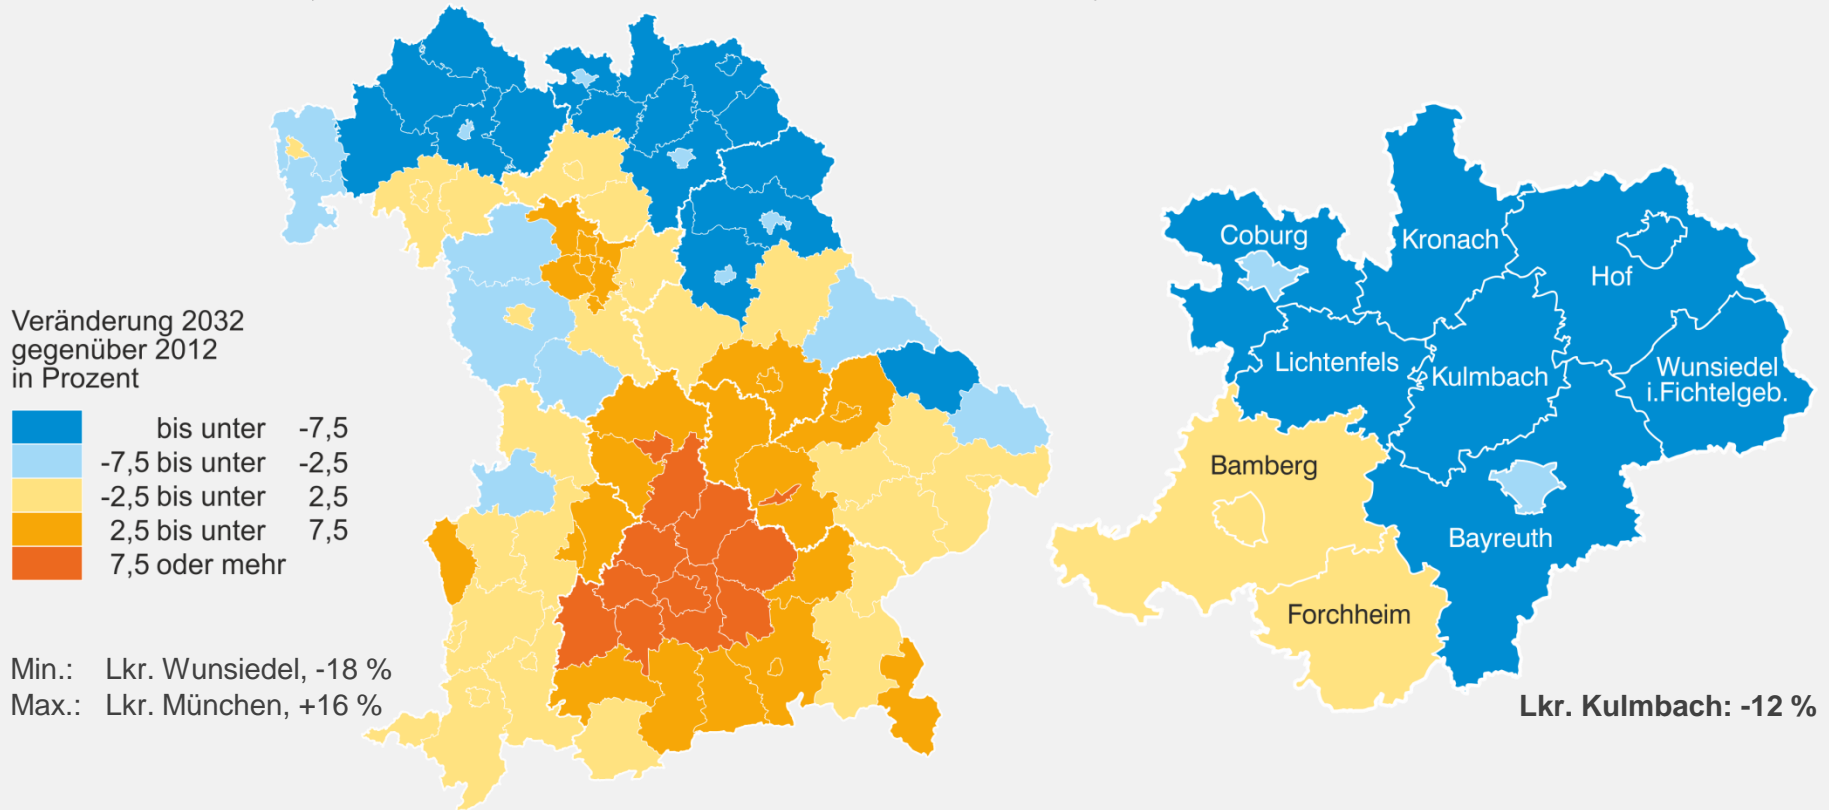 Veränderung 2032
gegenüber 2012
in Prozent
bis unter -7,5
-7,5 bis unter -2,5
-2,5 bis unter 2,5
2,5 bis unter 7,5
7,5 oder mehr
Min.: Lkr. Wunsiedel, -18 %
Max.: Lkr. München, +16 %
Coburg
Kronach
Hof
Lichtenfels
Kulmbach
Wunsiedel
i.Fichtelgeb.
Bamberg
Bayreuth
Forchheim
Lkr. Kulmbach: -12 %